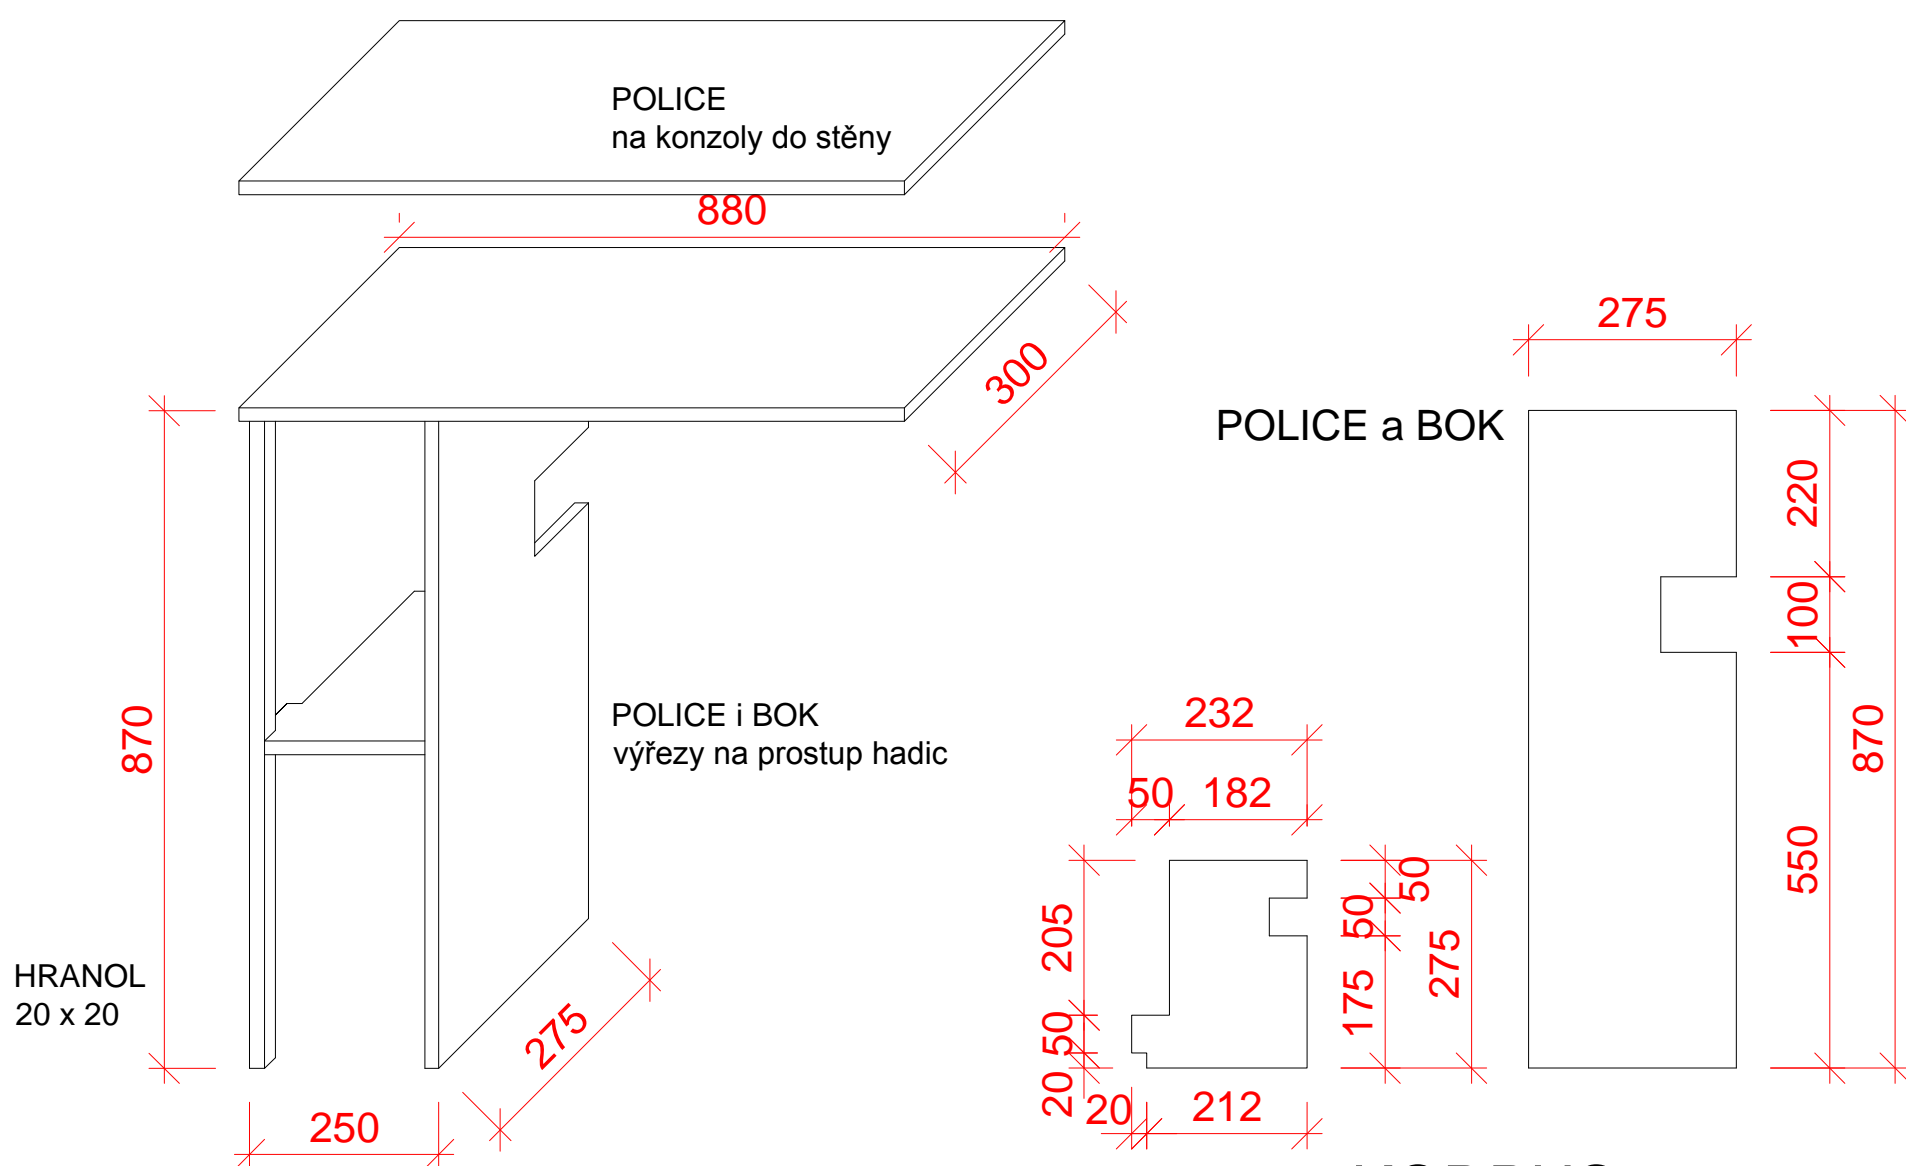 POLICE
na konzoly do stěny
880
300
275
POLICE a BOK
220
100
870
550
870
POLICE i BOK
výřezy na prostup hadic
232
50 182
50
50
205
175
275
50
20
20 212
HRANOL
20 x 20
275
250